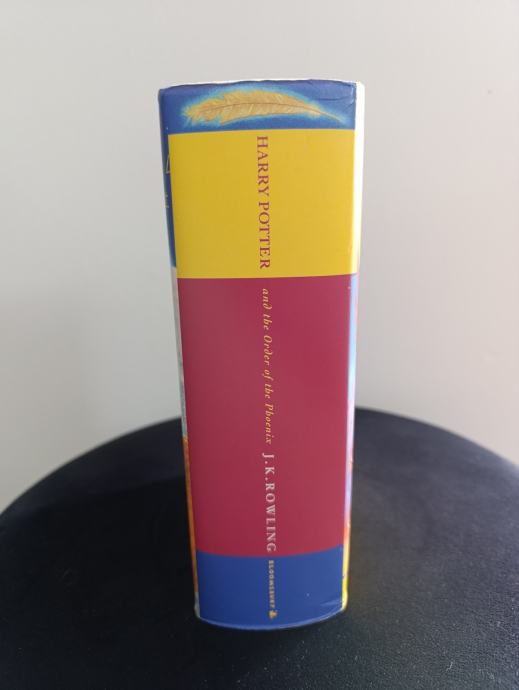 HARRY POTTER
and the Order of the Phoenix
J.K.ROWLING
BLOOMSBURY